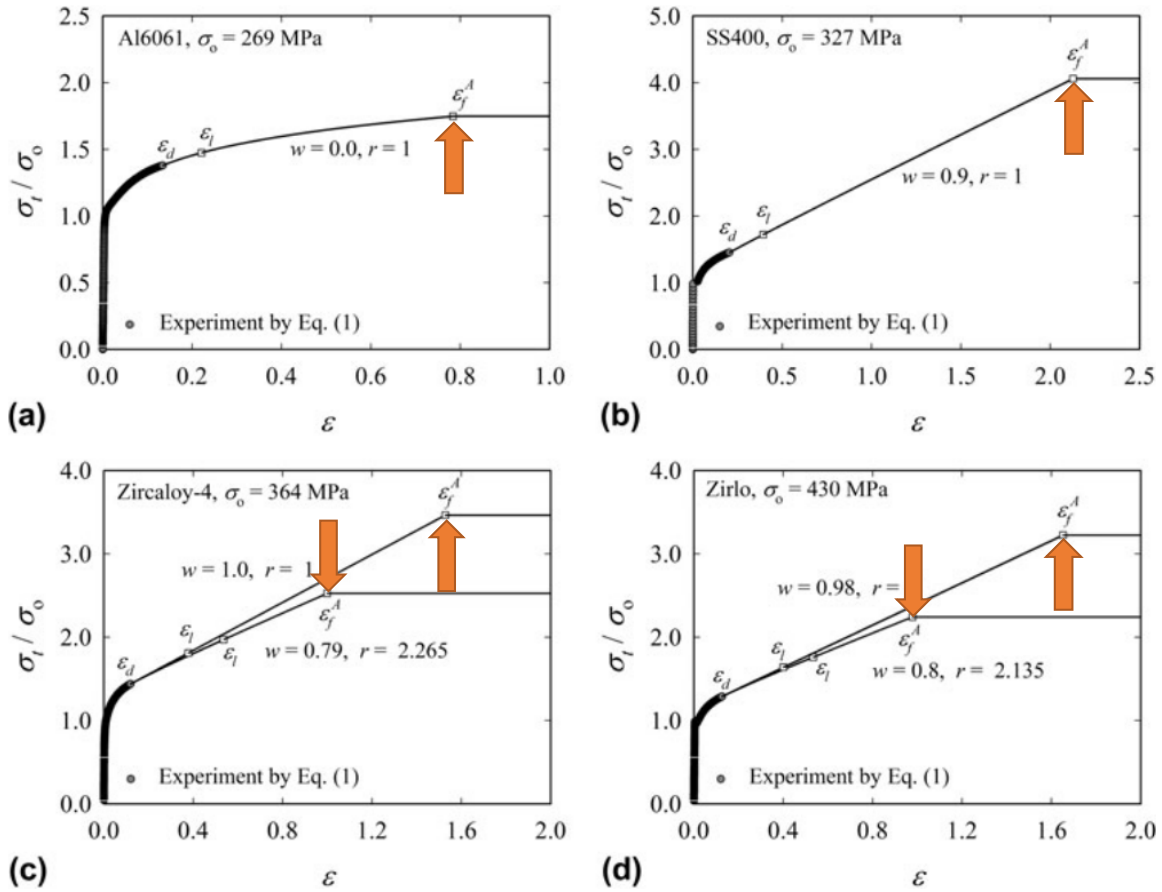 2.5
Al6061, σo = 269 MPa
2.0
εfA
1.5
εd
εl
w = 0.0, r = 1
σt / σo
1.0
0.5
Experiment by Eq. (1)
0.0
0.0 0.2 0.4 0.6 0.8 1.0
(a)
ε
5.0
SS400, σo = 327 MPa
εfA
4.0
3.0
w = 0.9, r = 1
σt / σo
2.0
εd
εl
1.0
Experiment by Eq. (1)
0.0
0.0 0.5 1.0 1.5 2.0 2.5
(b)
ε
4.0
Zircaloy-4, σo = 364 MPa
εfA
3.0
w = 1.0, r = 1
εfA
σt / σo
2.0
εl
εl
w = 0.79, r = 2.265
εd
1.0
Experiment by Eq. (1)
0.0
0.0 0.4 0.8 1.2 1.6 2.0
(c)
ε
4.0
Zirlo, σo = 430 MPa
εfA
3.0
w = 0.98, r =
εfA
σt / σo
2.0
εl
εl
w = 0.8, r = 2.135
εd
1.0
Experiment by Eq. (1)
0.0
0.0 0.4 0.8 1.2 1.6 2.0
(d)
ε